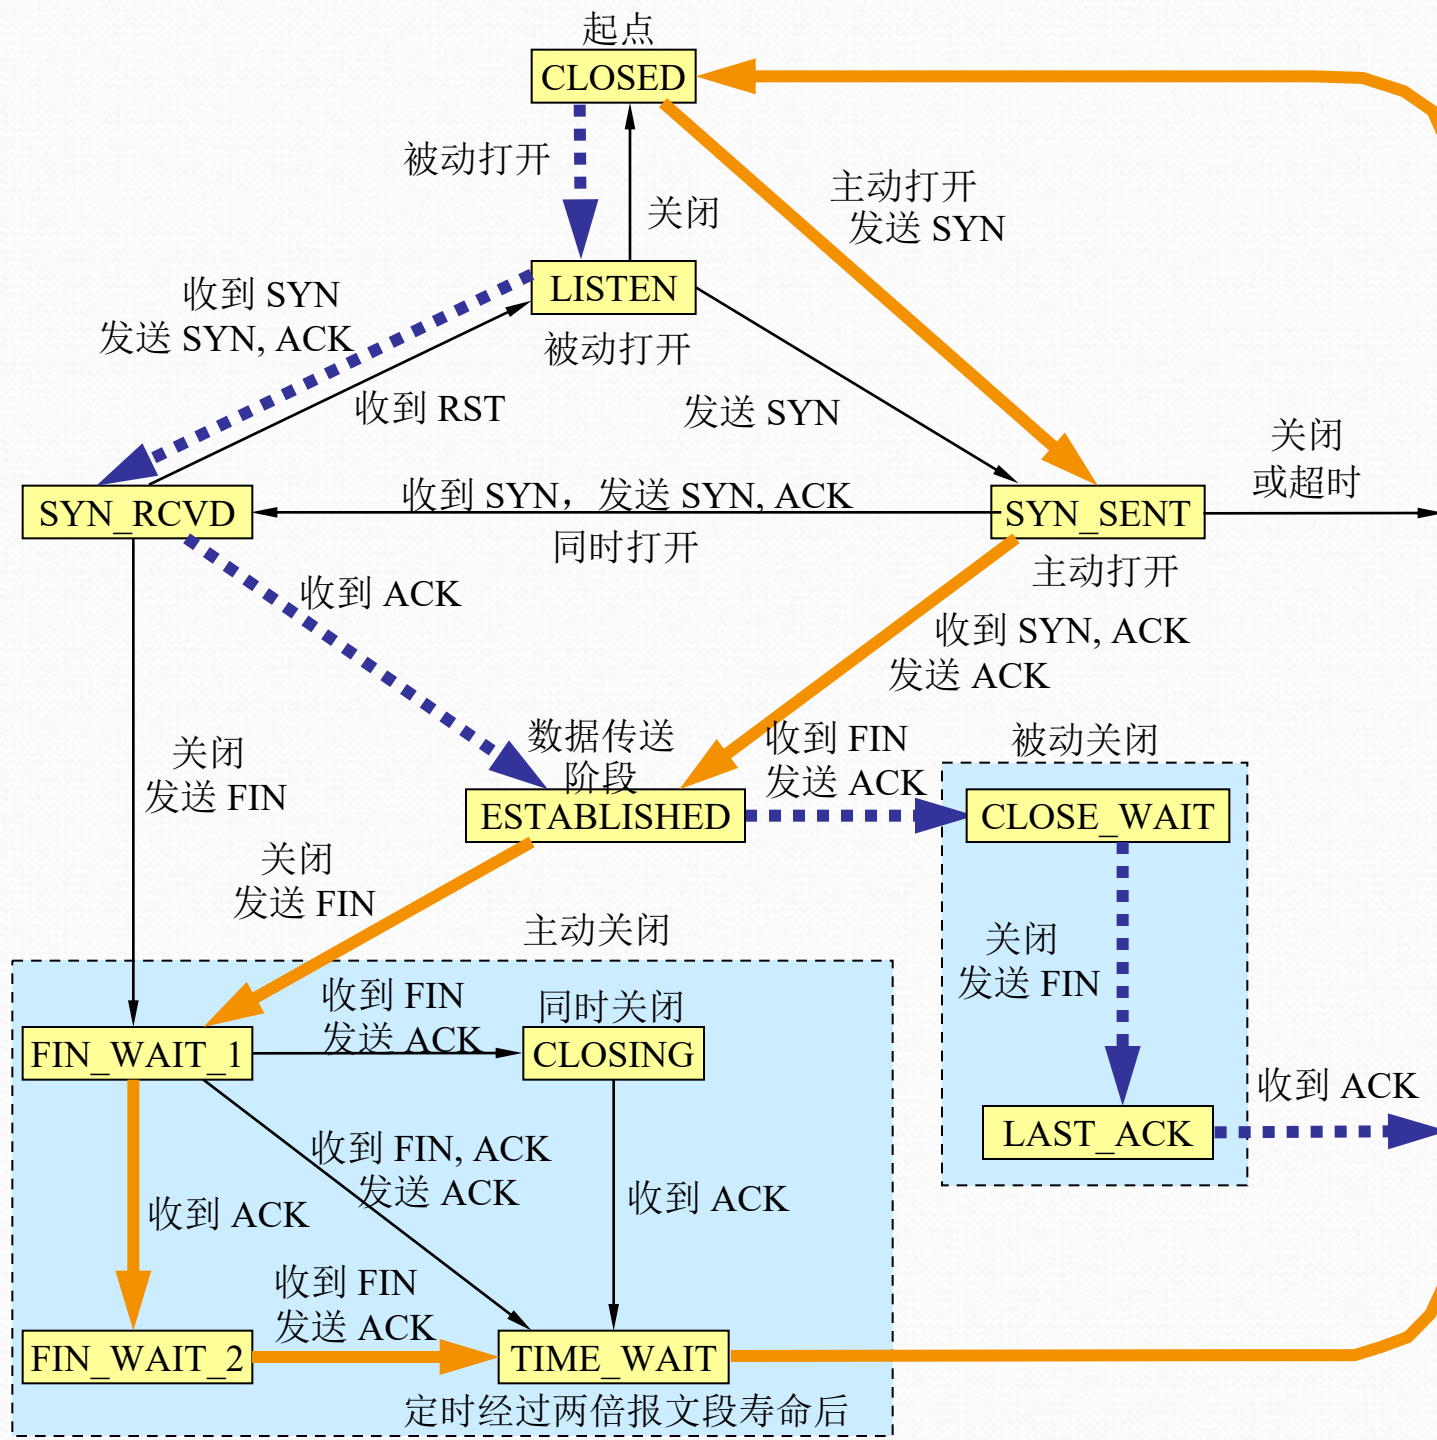 起点
CLOSED
被动打开
关闭
主动打开
发送 SYN
收到 SYN
发送 SYN, ACK
LISTEN
被动打开
收到 RST
发送 SYN
关闭
或超时
SYN_RCVD
收到 SYN，发送 SYN, ACK
同时打开
SYN_SENT
主动打开
收到 ACK
收到 SYN, ACK
发送 ACK
数据传送
阶段
ESTABLISHED
收到 FIN
发送 ACK
被动关闭
CLOSE_WAIT
关闭
发送 FIN
关闭
发送 FIN
主动关闭
关闭
发送 FIN
FIN_WAIT_1
收到 FIN
发送 ACK
同时关闭
CLOSING
LAST_ACK
收到 ACK
收到 FIN, ACK
发送 ACK
收到 ACK
收到 ACK
收到 FIN
发送 ACK
FIN_WAIT_2
TIME_WAIT
定时经过两倍报文段寿命后